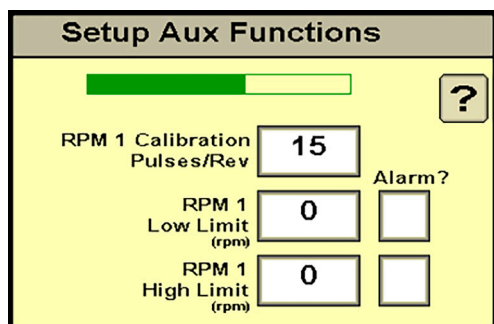 Setup Aux Functions
?
RPM 1 Calibration
Pulses/Rev
15
Alarm?
RPM 1
Low Limit
(rpm)
0
RPM 1
High Limit
(rpm)
0